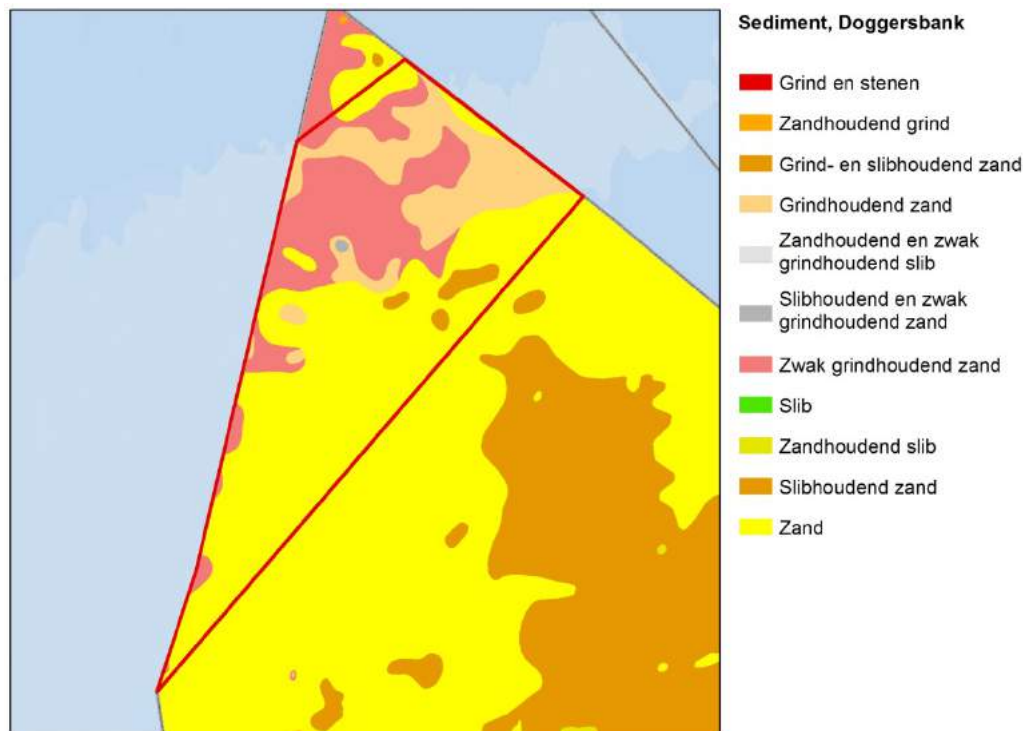 Sediment, Doggersbank
Grind en stenen
Zandhoudend grind
Grind- en slibhoudend zand
Grindhoudend zand
Zandhoudend en zwak
grindhoudend slib
Slibhoudend en zwak
grindhoudend zand
Zwak grindhoudend zand
Slib
Zandhoudend slib
Slibhoudend zand
Zand